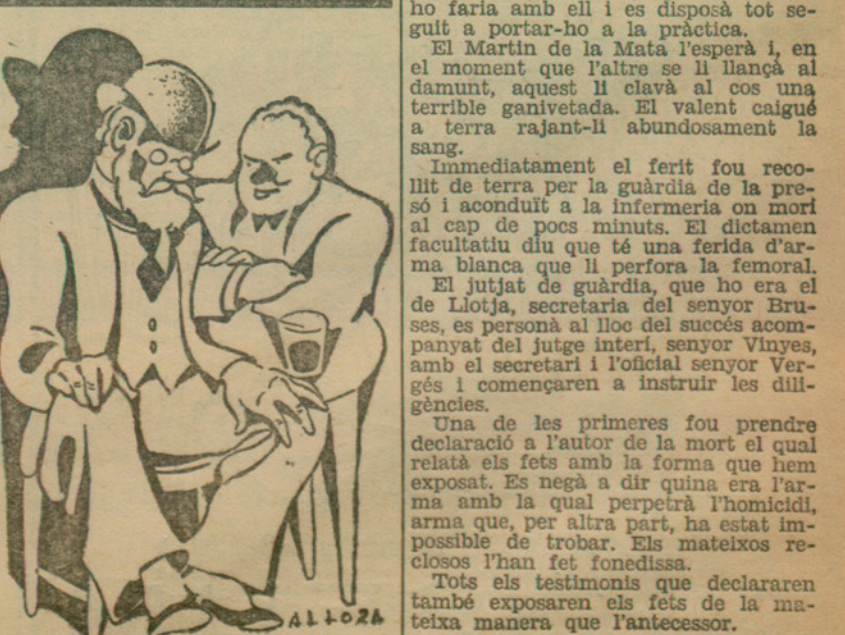 ho faria amb ell i es disposà tot se-
guit a portar-ho a la pràctica.
El Martin de la Mata l'esperà i, en
el moment que l'altre se li llançà al
damunt, aquest li clavà al cos una
terrible ganivetada. El valent caigué
a terra rajant-li abundosament la
sang.
Immediatament el ferit fou reco-
llit de terra per la guàrdia de la pre-
só i aconduït a la infermeria on morí
al cap de pocs minuts. El dictamen
facultatiu diu que té una ferida d'ar-
ma blanca que li perfora la femoral.
El jutjat de guàrdia, que ho era el
de Llotja, secretaria del senyor Bru-
ses, es personà al lloc del succés acom-
panyat del jutge interí, senyor Vinyes,
amb el secretari i l'oficial senyor Ver-
gés i començaren a instruir les dili-
gències.
Una de les primeres fou prendre
declaració a l'autor de la mort el qual
relatà els fets amb la forma que hem
exposat. Es negà a dir quina era l'ar-
ma amb la qual perpetrà l'homicidi,
arma que, per altra part, ha estat im-
possible de trobar. Els mateixos re-
closos l'han fet fonedissa.
Tots els testimonis que declararen
també exposaren els fets de la ma-
teixa manera que l'antecessor.
ALLOZA